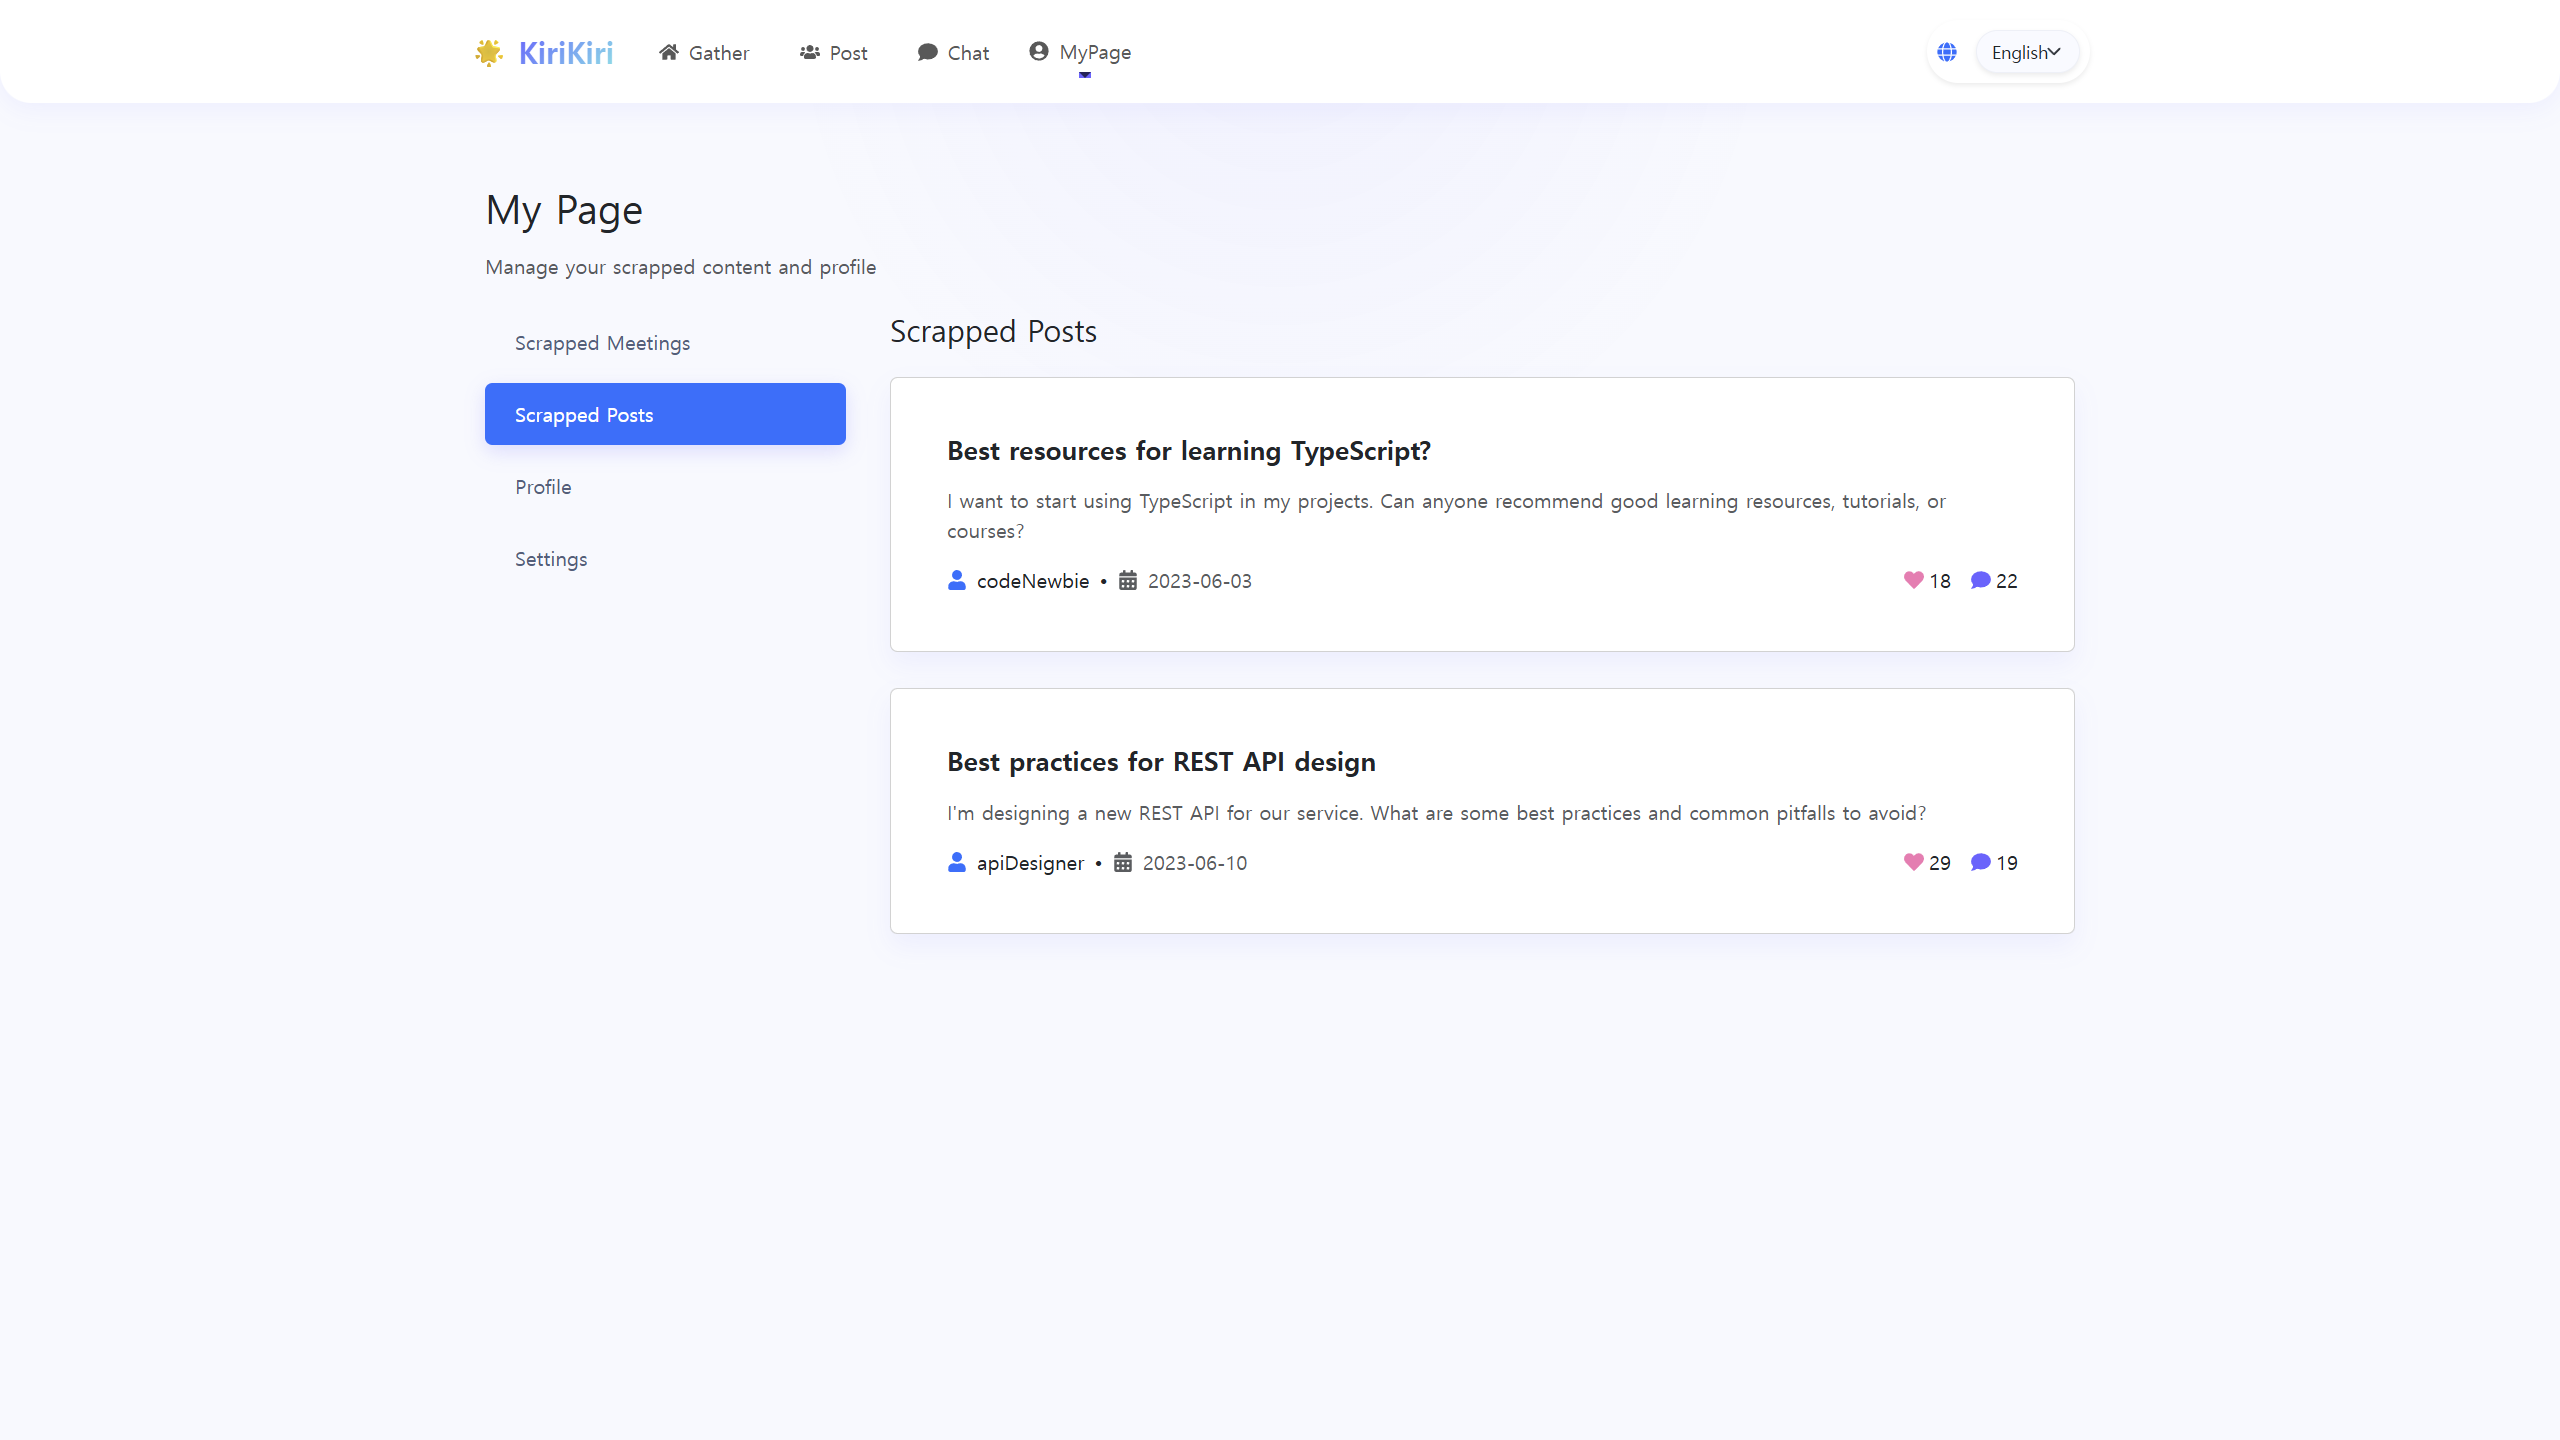 KiriKiri
Gather
Post
Chat
MyPage
English
My Page
Manage your scrapped content and profile
Scrapped Meetings
Scrapped Posts
Profile
Settings
Scrapped Posts
Best resources for learning TypeScript?
I want to start using TypeScript in my projects. Can anyone recommend good learning resources, tutorials, or
courses?
codeNewbie • 2023-06-03
18 22
Best practices for REST API design
I'm designing a new REST API for our service. What are some best practices and common pitfalls to avoid?
apiDesigner • 2023-06-10
29 19